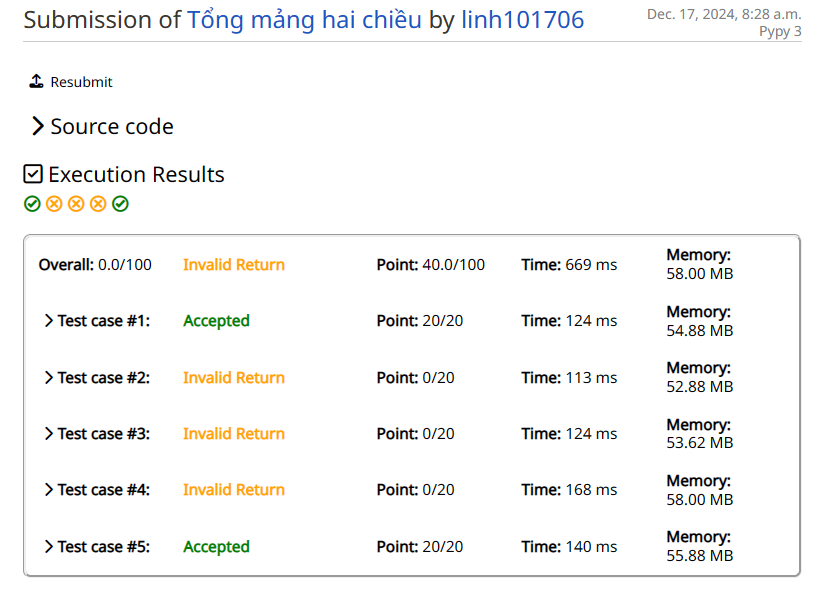 Submission of Tổng mảng hai chiều by linh101706
Dec. 17, 2024, 8:28 a.m.
Pypy 3
Resubmit
Source code
Execution Results
Overall: 0.0/100 Invalid Return Point: 40.0/100 Time: 669 ms Memory: 58.00 MB
Test case #1: Accepted Point: 20/20 Time: 124 ms Memory: 54.88 MB
Test case #2: Invalid Return Point: 0/20 Time: 113 ms Memory: 52.88 MB
Test case #3: Invalid Return Point: 0/20 Time: 124 ms Memory: 53.62 MB
Test case #4: Invalid Return Point: 0/20 Time: 168 ms Memory: 58.00 MB
Test case #5: Accepted Point: 20/20 Time: 140 ms Memory: 55.88 MB